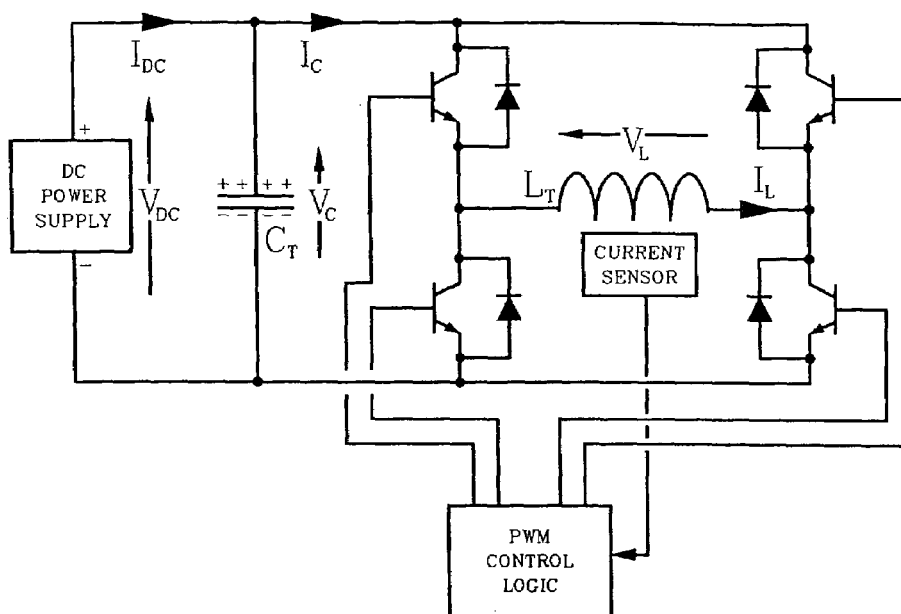 I_DC
I_C
+
DC
POWER
SUPPLY
−
V_DC
+ + + +
− − − −
C_T
V_C
V_L
L_T
I_L
CURRENT
SENSOR
PWM
CONTROL
LOGIC